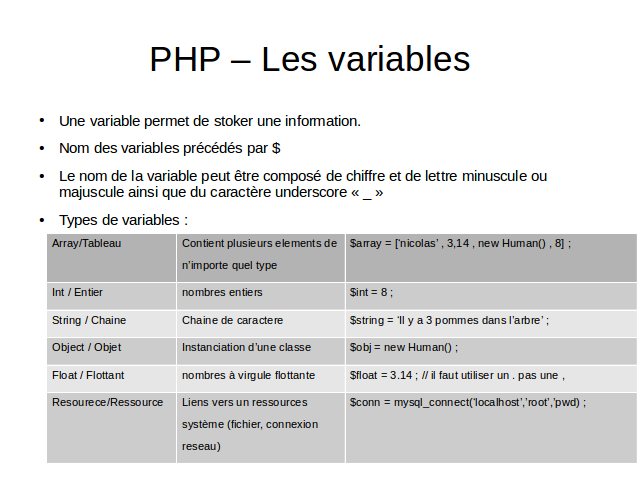 PHP – Les variables
• Une variable permet de stoker une information.
• Nom des variables précédés par $
• Le nom de la variable peut être composé de chiffre et de lettre minuscule ou
majuscule ainsi que du caractère underscore « _ »
• Types de variables :
Array/Tableau Contient plusieurs elements de $array = ['nicolas' , 3,14 , new Human() , 8] ;
n'importe quel type
Int / Entier nombres entiers $int = 8 ;
String / Chaine Chaine de caractere $string = 'Il y a 3 pommes dans l'arbre' ;
Object / Objet Instanciation d'une classe $obj = new Human() ;
Float / Flottant nombres à virgule flottante $float = 3.14 ; // il faut utiliser un . pas une ,
Resourece/Ressource Liens vers un ressources $conn = mysql_connect('localhost','root','pwd) ;
système (fichier, connexion
reseau)